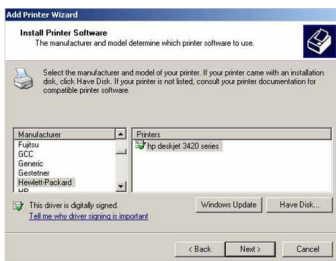 Add Printer Wizard
Install Printer Software
The manufacturer and model determine which printer software to use.
Select the manufacturer and model of your printer. If your printer came with an installation
disk, click Have Disk. If your printer is not listed, consult your printer documentation for
compatible printer software.
Manufacturer
Printers
Fujitsu
GCC
Generic
Gestetner
Hewlett-Packard
HP
hp deskjet 3420 series
This driver is digitally signed.
Tell me why driver signing is important
Windows Update
Have Disk...
< Back
Next >
Cancel